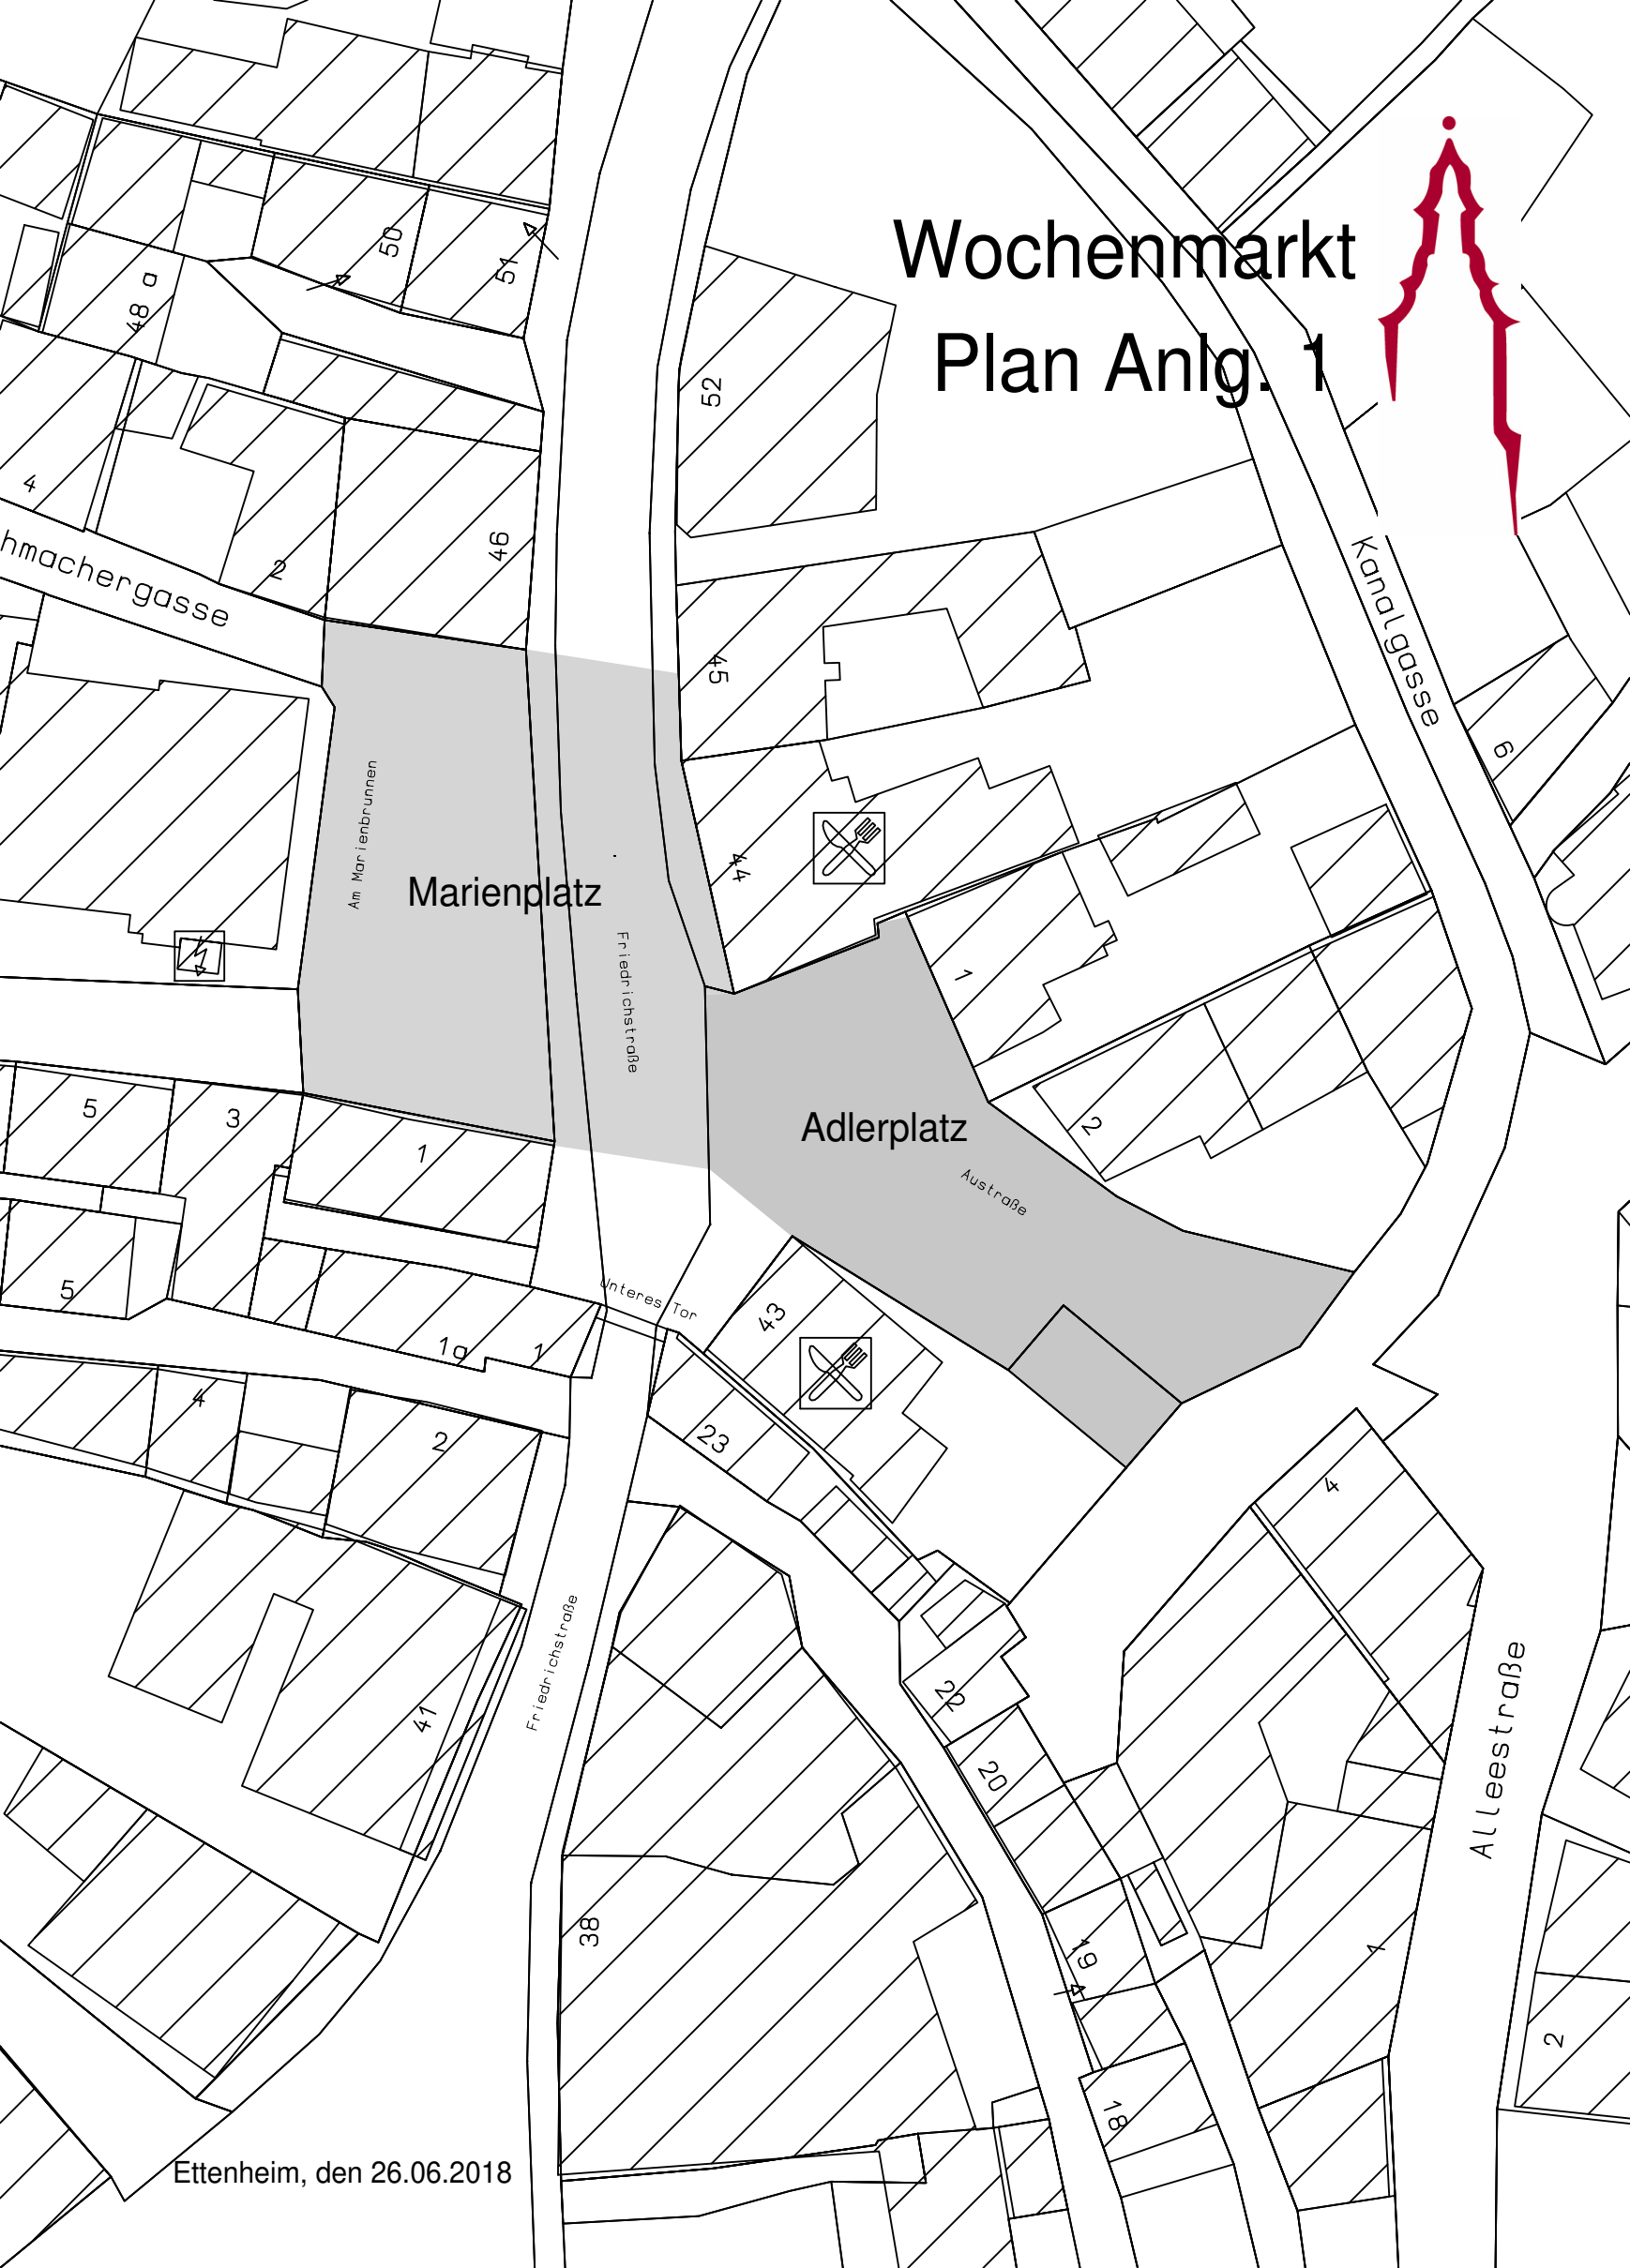 Wochenmarkt
Plan Anlg. 1
50
51
48 a
52
4
2
46
hmachergasse
Kanalgasse
45
6
Am Marienbrunnen
44
Marienplatz
Friedrichstraße
1
5
3
1
Adlerplatz
2
Austraße
5
Unteres Tor
43
1a
1
4
2
23
4
41
Friedrichstraße
22
20
Alleestraße
38
19
1
2
18
Ettenheim, den 26.06.2018